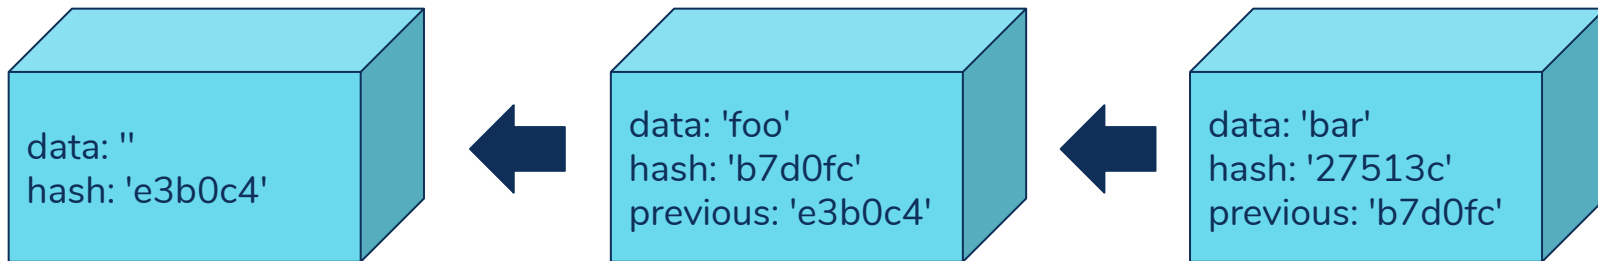 data: ''
hash: 'e3b0c4'
data: 'foo'
hash: 'b7d0fc'
previous: 'e3b0c4'
data: 'bar'
hash: '27513c'
previous: 'b7d0fc'